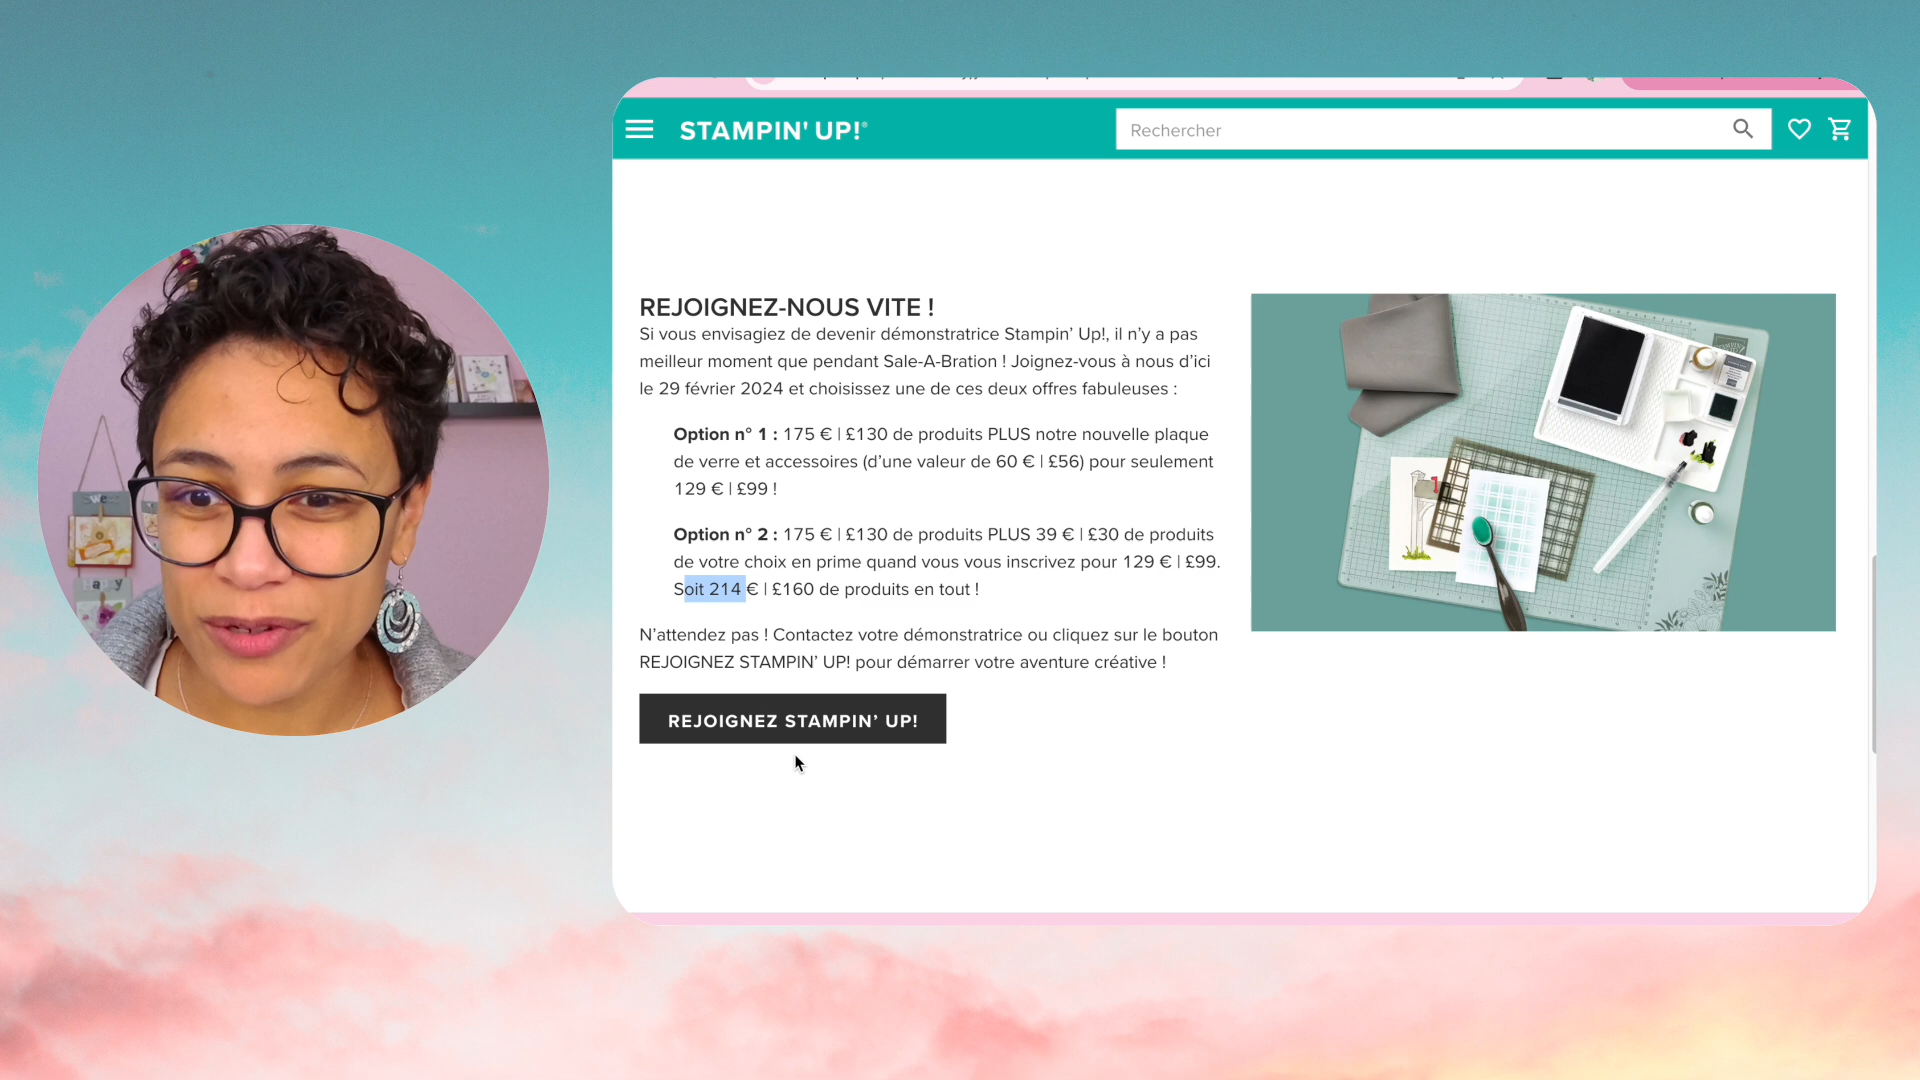 STAMPIN' UP!®
Rechercher
REJOIGNEZ-NOUS VITE !
Si vous envisagiez de devenir démonstratrice Stampin’ Up!, il n’y a pas
meilleur moment que pendant Sale-A-Bration ! Joignez-vous à nous d’ici
le 29 février 2024 et choisissez une de ces deux offres fabuleuses :
Option n° 1 : 175 € | £130 de produits PLUS notre nouvelle plaque
de verre et accessoires (d’une valeur de 60 € | £56) pour seulement
129 € | £99 !
Option n° 2 : 175 € | £130 de produits PLUS 39 € | £30 de produits
de votre choix en prime quand vous vous inscrivez pour 129 € | £99.
Soit 214 € | £160 de produits en tout !
N’attendez pas ! Contactez votre démonstratrice ou cliquez sur le bouton
REJOIGNEZ STAMPIN’ UP! pour démarrer votre aventure créative !
REJOIGNEZ STAMPIN’ UP!